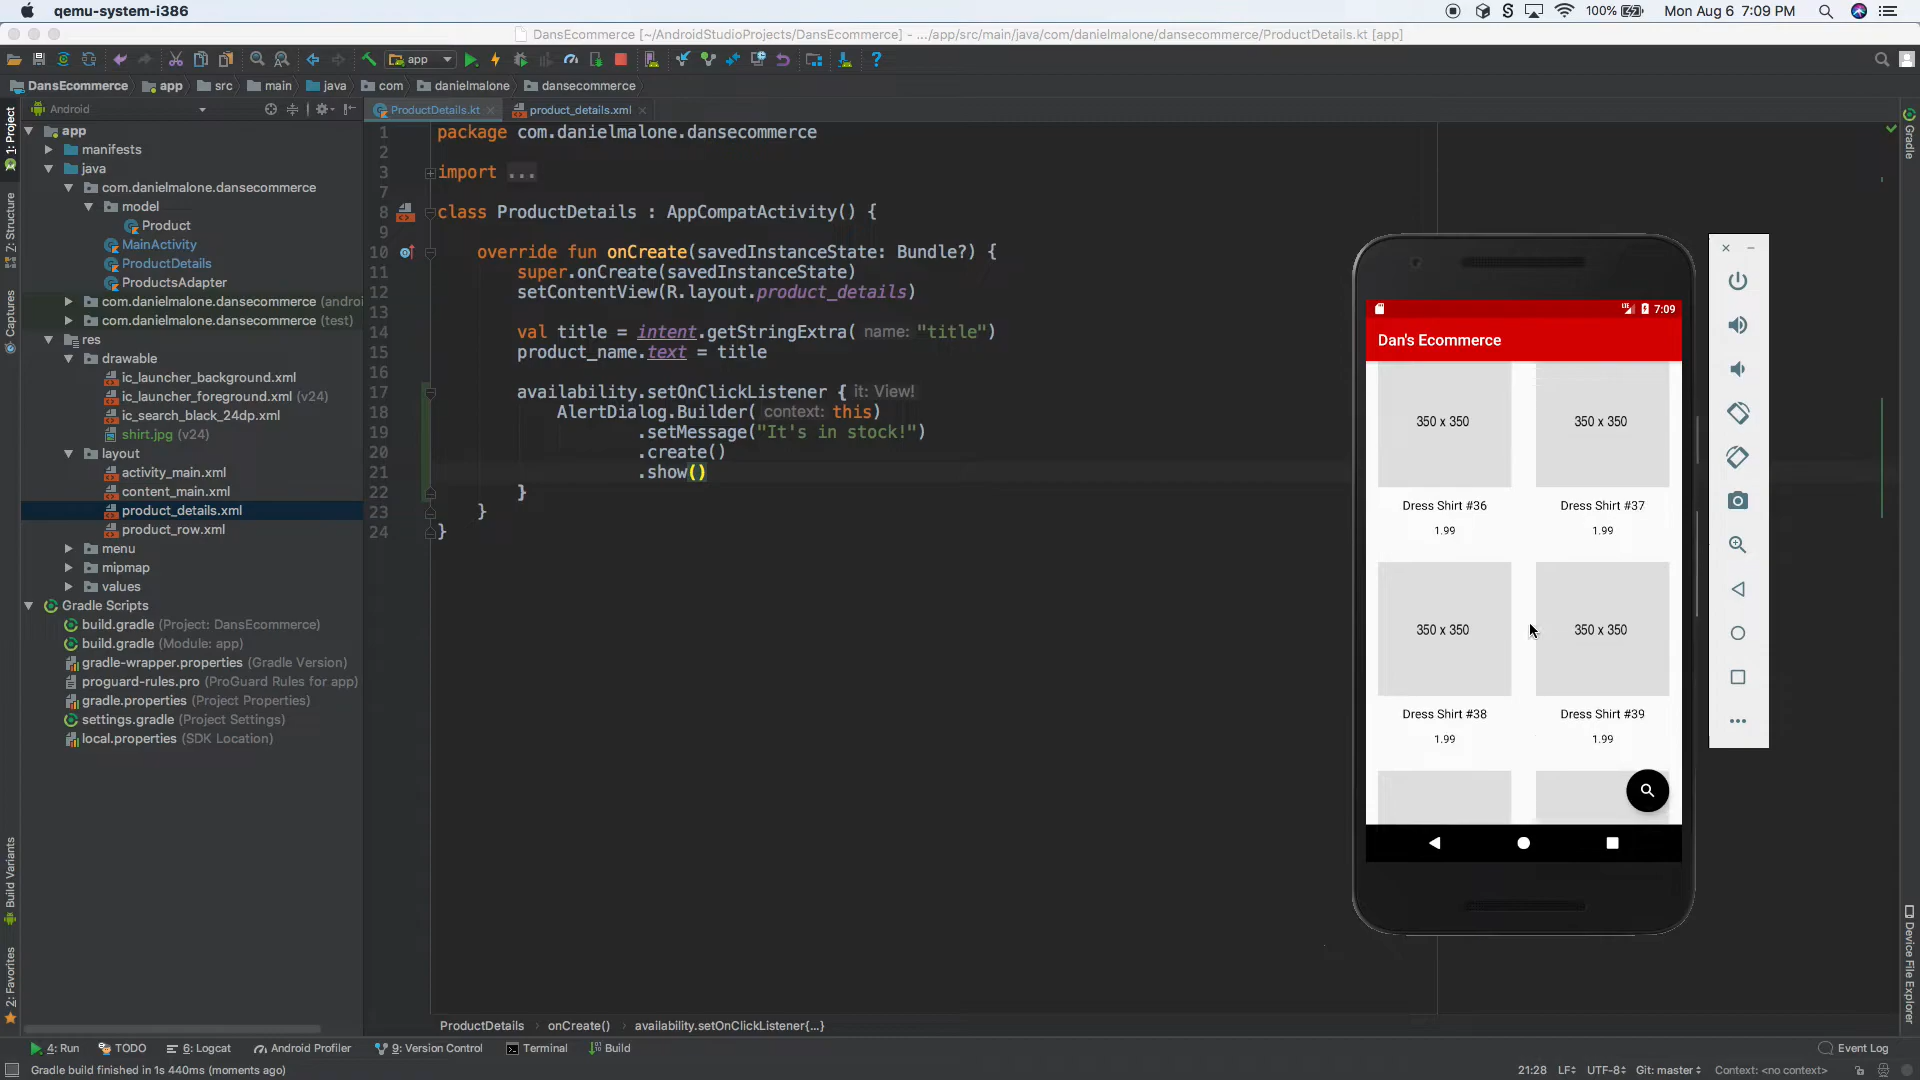 qemu-system-i386
100%
Mon Aug 6 7:09 PM
DansEcommerce [~/AndroidStudioProjects/DansEcommerce] - .../app/src/main/java/com/danielmalone/dansecommerce/ProductDetails.kt [app]
app
DansEcommerce
app
src
main
java
com
danielmalone
dansecommerce
Android
ProductDetails.kt
product_details.xml
1: Project
Z: Structure
Captures
Build Variants
2: Favorites
app
manifests
java
com.danielmalone.dansecommerce
model
Product
MainActivity
ProductDetails
ProductsAdapter
com.danielmalone.dansecommerce (androi
com.danielmalone.dansecommerce (test)
res
drawable
ic_launcher_background.xml
ic_launcher_foreground.xml (v24)
ic_search_black_24dp.xml
shirt.jpg (v24)
layout
activity_main.xml
content_main.xml
product_details.xml
product_row.xml
menu
mipmap
values
Gradle Scripts
build.gradle (Project: DansEcommerce)
build.gradle (Module: app)
gradle-wrapper.properties (Gradle Version)
proguard-rules.pro (ProGuard Rules for app)
gradle.properties (Project Properties)
settings.gradle (Project Settings)
local.properties (SDK Location)
1 package com.danielmalone.dansecommerce
2
3 import ...
7
8 class ProductDetails : AppCompatActivity() {
9
10 override fun onCreate(savedInstanceState: Bundle?) {
11 super.onCreate(savedInstanceState)
12 setContentView(R.layout.product_details)
13
14 val title = intent.getStringExtra( name: "title")
15 product_name.text = title
16
17 availability.setOnClickListener { it: View!
18 AlertDialog.Builder( context: this)
19 .setMessage("It's in stock!")
20 .create()
21 .show()
22 }
23 }
24 }
7:09
Dan's Ecommerce
350 x 350
350 x 350
Dress Shirt #36
Dress Shirt #37
1.99
1.99
350 x 350
350 x 350
Dress Shirt #38
Dress Shirt #39
1.99
1.99
Gradle
Device File Explorer
ProductDetails
onCreate()
availability.setOnClickListener{...}
4: Run
TODO
6: Logcat
Android Profiler
9: Version Control
Terminal
Build
Event Log
Gradle build finished in 1s 440ms (moments ago)
21:28
LF
UTF-8
Git: master
Context: <no context>